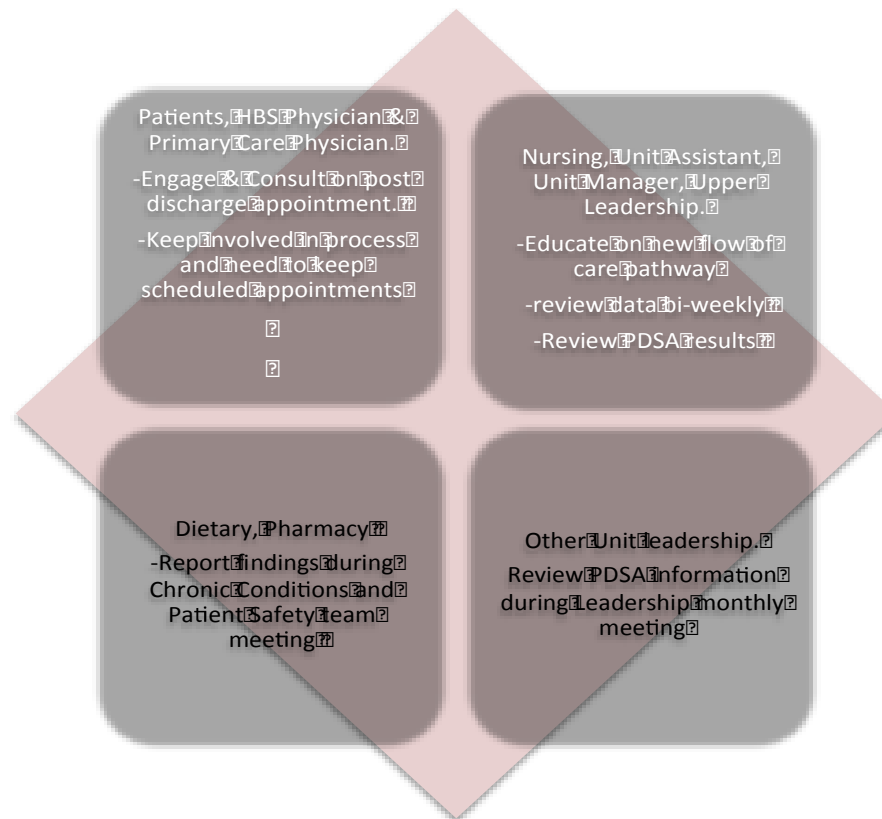 Patients, HBS Physician &
Primary Care Physician.
-Engage & Consult on post
discharge appointment.
-Keep involved in process
and need to keep
scheduled appointments
Nursing, Unit Assistant,
Unit Manager, Upper
Leadership.
-Educate on new flow of
care pathway
-review data bi-weekly
-Review PDSA results
Dietary, Pharmacy
-Report findings during
Chronic Conditions and
Patient Safety team
meeting
Other Unit leadership.
Review PDSA information
during Leadership monthly
meeting